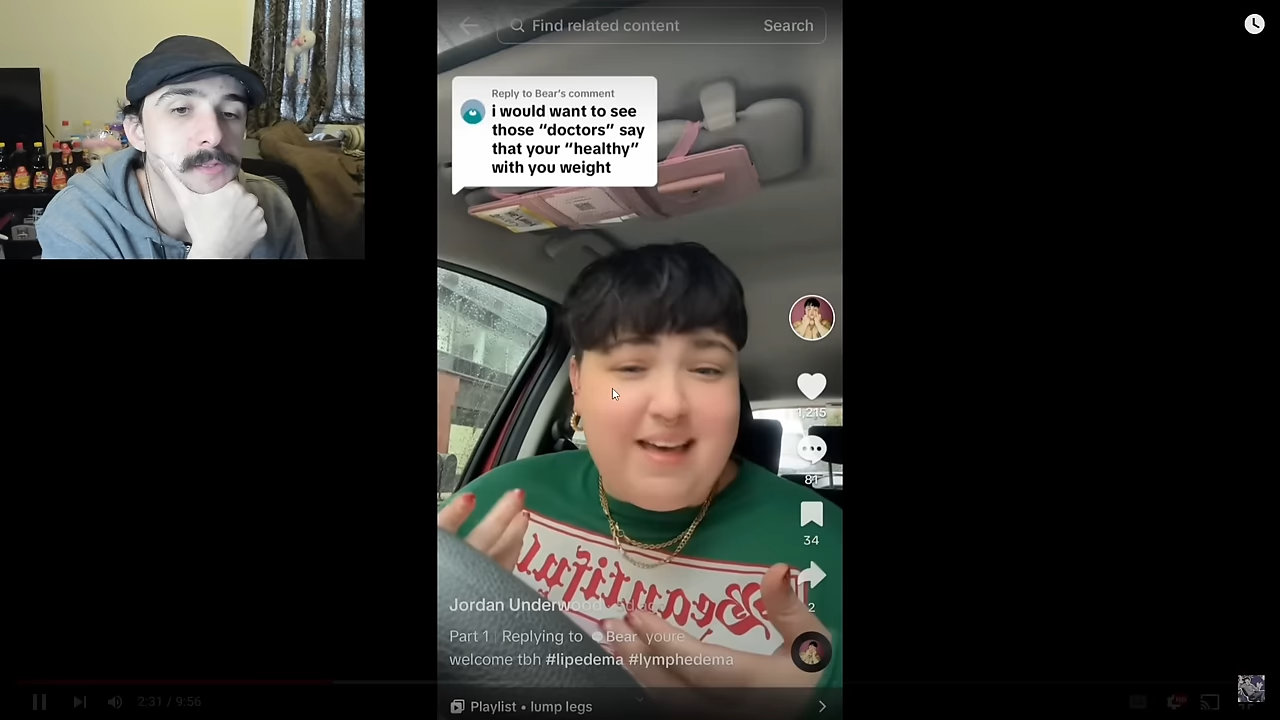 Find related content
Search
Reply to Bear's comment
i would want to see
those "doctors" say
that your "healthy"
with you weight
1,215
81
34
2
Beautiful
Jordan Underwood
Part 1 Replying to Bear youre
welcome tbh #lipedema #lymphedema
Playlist • lump legs
2:31 / 9:56